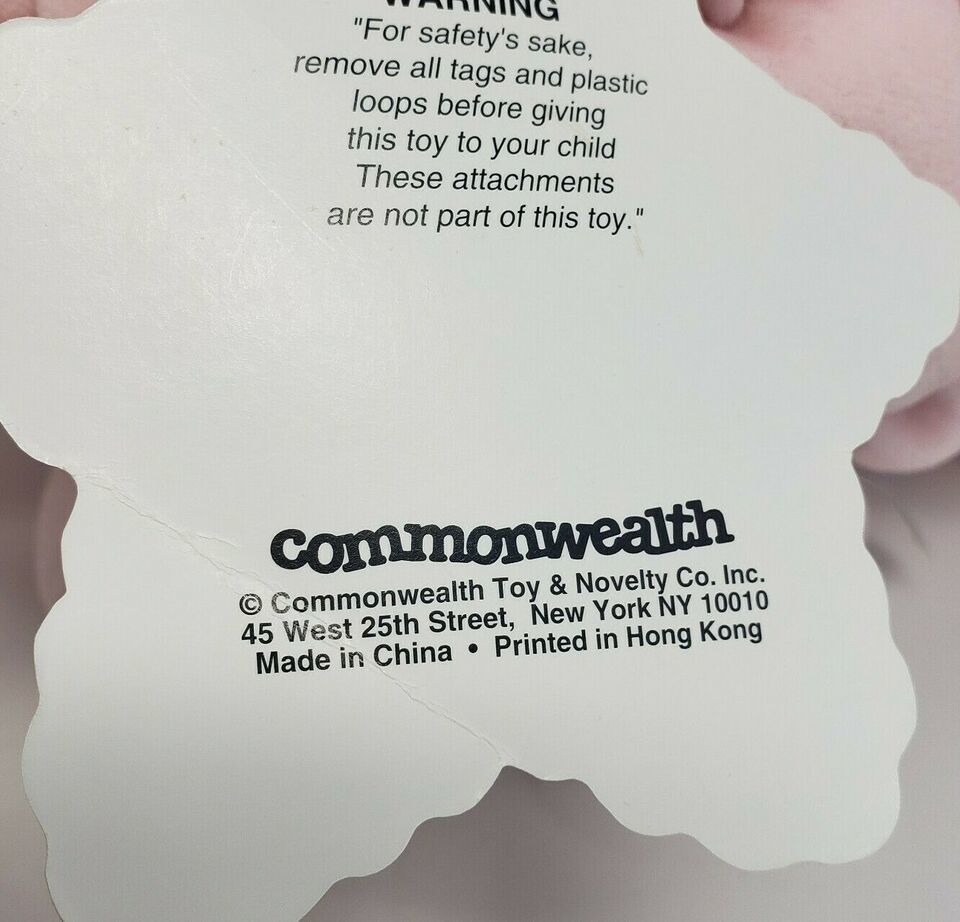 WARNING
"For safety's sake,
remove all tags and plastic
loops before giving
this toy to your child
These attachments
are not part of this toy."
commonwealth
© Commonwealth Toy & Novelty Co. Inc.
45 West 25th Street, New York NY 10010
Made in China • Printed in Hong Kong